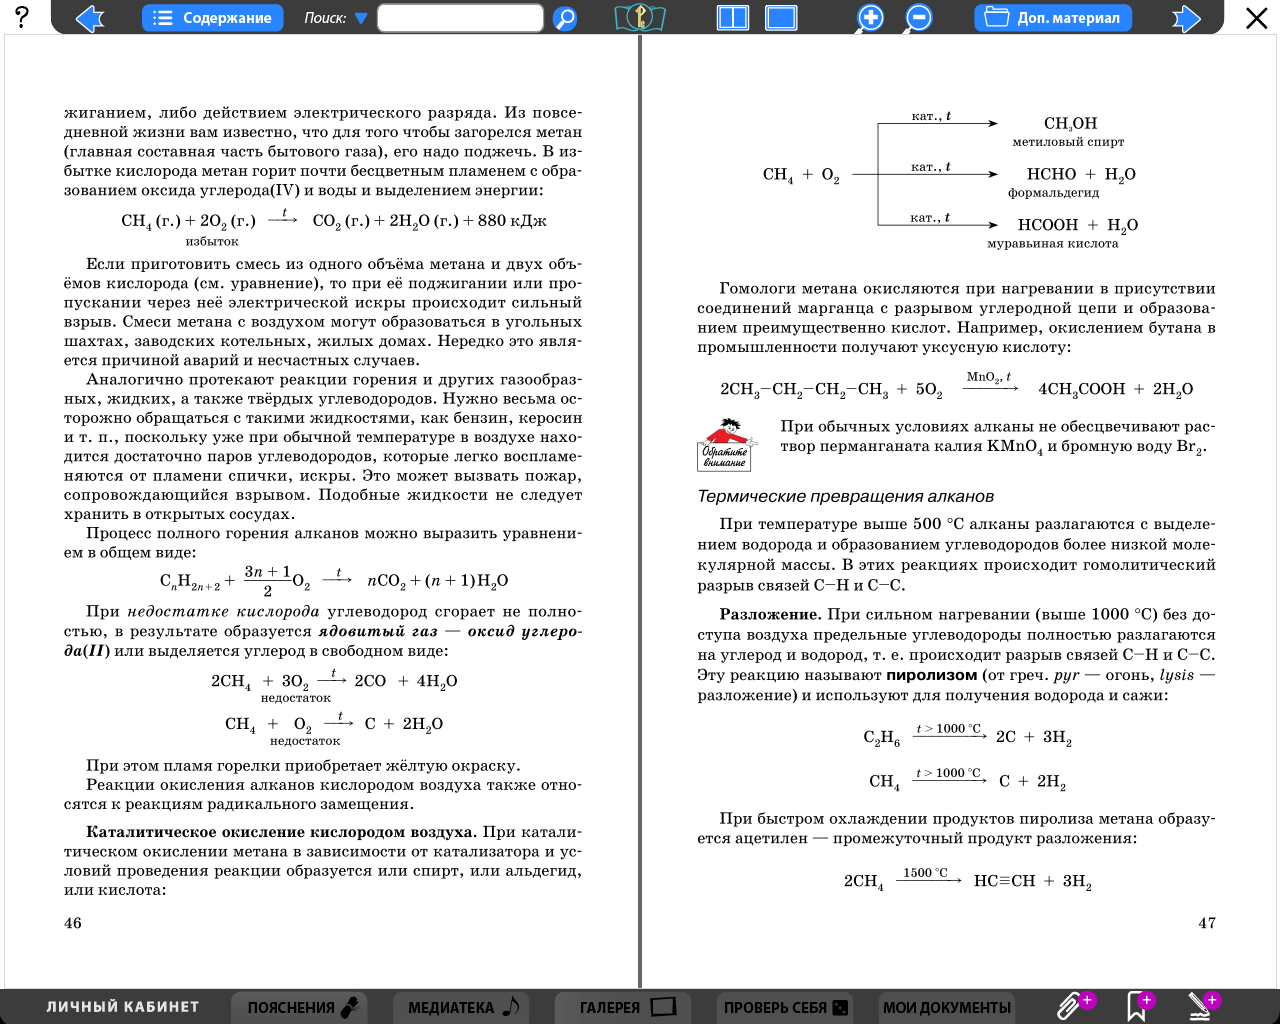 ?
Содержание
Поиск:
Доп. материал
жиганием, либо действием электрического разряда. Из повсе-
дневной жизни вам известно, что для того чтобы загорелся метан
(главная составная часть бытового газа), его надо поджечь. В из-
бытке кислорода метан горит почти бесцветным пламенем с обра-
зованием оксида углерода(IV) и воды и выделением энергии:
CH₄ (г.) + 2O₂ (г.) —t→ CO₂ (г.) + 2H₂O (г.) + 880 кДж
избыток
Если приготовить смесь из одного объёма метана и двух объ-
ёмов кислорода (см. уравнение), то при её поджигании или про-
пускании через неё электрической искры происходит сильный
взрыв. Смеси метана с воздухом могут образоваться в угольных
шахтах, заводских котельных, жилых домах. Нередко это явля-
ется причиной аварий и несчастных случаев.
Аналогично протекают реакции горения и других газообраз-
ных, жидких, а также твёрдых углеводородов. Нужно весьма ос-
торожно обращаться с такими жидкостями, как бензин, керосин
и т. п., поскольку уже при обычной температуре в воздухе нахо-
дится достаточно паров углеводородов, которые легко воспламе-
няются от пламени спички, искры. Это может вызвать пожар,
сопровождающийся взрывом. Подобные жидкости не следует
хранить в открытых сосудах.
Процесс полного горения алканов можно выразить уравнени-
ем в общем виде:
CₙH₂ₙ₊₂ + (3n + 1)/2 O₂ —t→ nCO₂ + (n + 1)H₂O
При недостатке кислорода углеводород сгорает не полно-
стью, в результате образуется ядовитый газ — оксид углеро-
да(II) или выделяется углерод в свободном виде:
2CH₄ + 3O₂ —t→ 2CO + 4H₂O
недостаток
CH₄ + O₂ —t→ C + 2H₂O
недостаток
При этом пламя горелки приобретает жёлтую окраску.
Реакции окисления алканов кислородом воздуха также отно-
сятся к реакциям радикального замещения.
Каталитическое окисление кислородом воздуха. При катали-
тическом окислении метана в зависимости от катализатора и ус-
ловий проведения реакции образуется или спирт, или альдегид,
или кислота:
46
кат., t
CH₃OH
метиловый спирт
кат., t
CH₄ + O₂ → HCHO + H₂O
формальдегид
кат., t
HCOOH + H₂O
муравьиная кислота
Гомологи метана окисляются при нагревании в присутствии
соединений марганца с разрывом углеродной цепи и образова-
нием преимущественно кислот. Например, окислением бутана в
промышленности получают уксусную кислоту:
2CH₃−CH₂−CH₂−CH₃ + 5O₂ —MnO₂, t→ 4CH₃COOH + 2H₂O
Обратите
внимание
При обычных условиях алканы не обесцвечивают рас-
твор перманганата калия KMnO₄ и бромную воду Br₂.
Термические превращения алканов
При температуре выше 500 °C алканы разлагаются с выделе-
нием водорода и образованием углеводородов более низкой моле-
кулярной массы. В этих реакциях происходит гомолитический
разрыв связей C−H и C−C.
Разложение. При сильном нагревании (выше 1000 °C) без до-
ступа воздуха предельные углеводороды полностью разлагаются
на углерод и водород, т. е. происходит разрыв связей C−H и C−C.
Эту реакцию называют пиролизом (от греч. pyr — огонь, lysis —
разложение) и используют для получения водорода и сажи:
C₂H₆ —t > 1000 °C→ 2C + 3H₂
CH₄ —t > 1000 °C→ C + 2H₂
При быстром охлаждении продуктов пиролиза метана образу-
ется ацетилен — промежуточный продукт разложения:
2CH₄ —1500 °C→ HC≡CH + 3H₂
47
ЛИЧНЫЙ КАБИНЕТ
ПОЯСНЕНИЯ
МЕДИАТЕКА
ГАЛЕРЕЯ
ПРОВЕРЬ СЕБЯ
МОИ ДОКУМЕНТЫ